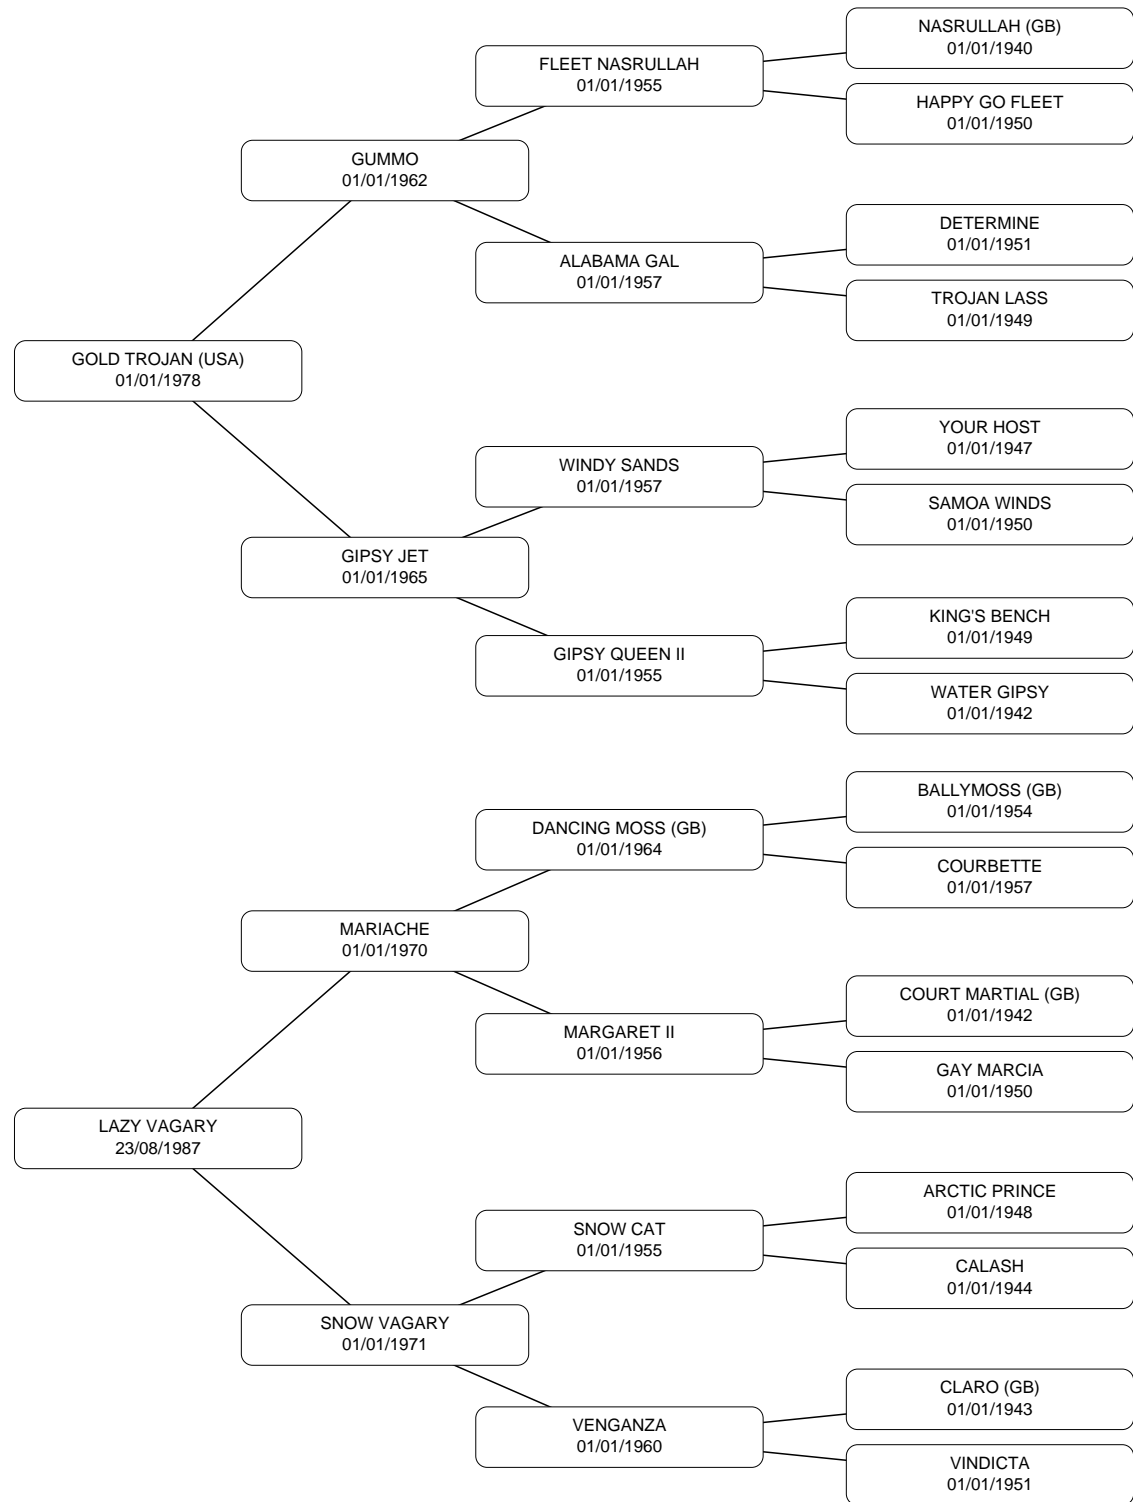 NASRULLAH (GB)
01/01/1940
FLEET NASRULLAH
01/01/1955
HAPPY GO FLEET
01/01/1950
GUMMO
01/01/1962
DETERMINE
01/01/1951
ALABAMA GAL
01/01/1957
TROJAN LASS
01/01/1949
GOLD TROJAN (USA)
01/01/1978
YOUR HOST
01/01/1947
WINDY SANDS
01/01/1957
SAMOA WINDS
01/01/1950
GIPSY JET
01/01/1965
KING'S BENCH
01/01/1949
GIPSY QUEEN II
01/01/1955
WATER GIPSY
01/01/1942
BALLYMOSS (GB)
01/01/1954
DANCING MOSS (GB)
01/01/1964
COURBETTE
01/01/1957
MARIACHE
01/01/1970
COURT MARTIAL (GB)
01/01/1942
MARGARET II
01/01/1956
GAY MARCIA
01/01/1950
LAZY VAGARY
23/08/1987
ARCTIC PRINCE
01/01/1948
SNOW CAT
01/01/1955
CALASH
01/01/1944
SNOW VAGARY
01/01/1971
CLARO (GB)
01/01/1943
VENGANZA
01/01/1960
VINDICTA
01/01/1951